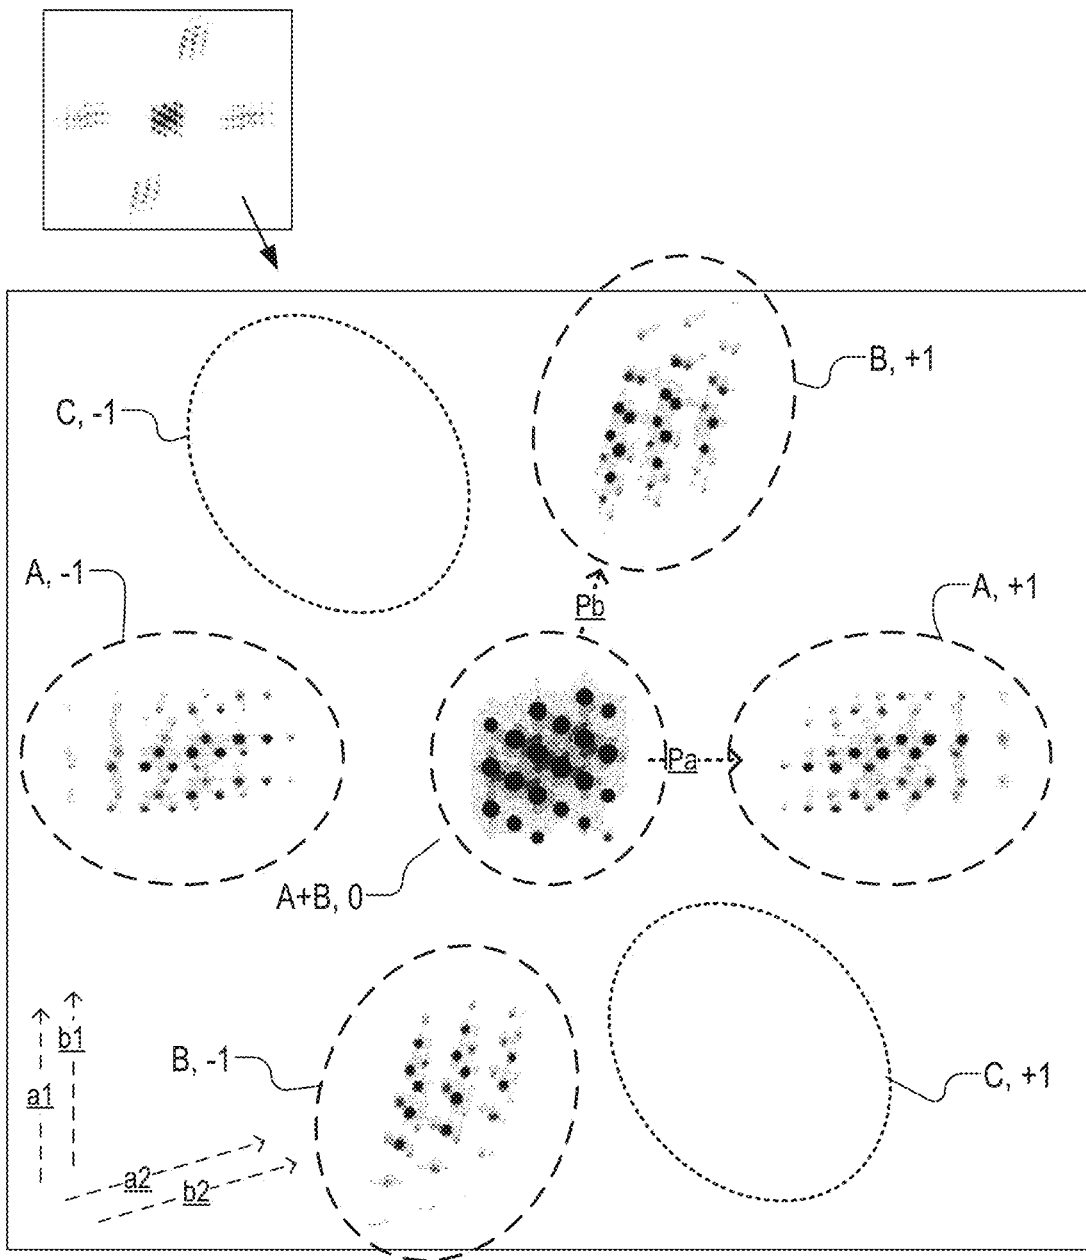 B, +1
C, -1
A, -1
A, +1
Pb
Pa
A+B, 0
b1
B, -1
C, +1
a1
a2
b2